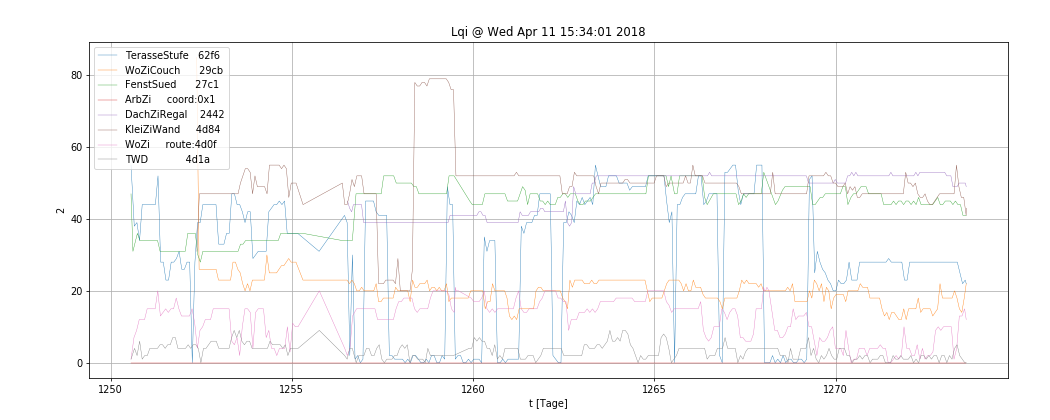 Lqi @ Wed Apr 11 15:34:01 2018
TerasseStufe 62f6
WoZiCouch 29cb
FenstSued 27c1
ArbZi coord:0x1
DachZiRegal 2442
KleiZiWand 4d84
WoZi route:4d0f
TWD 4d1a
80
60
40
20
0
2
1250 1255 1260 1265 1270
t [Tage]